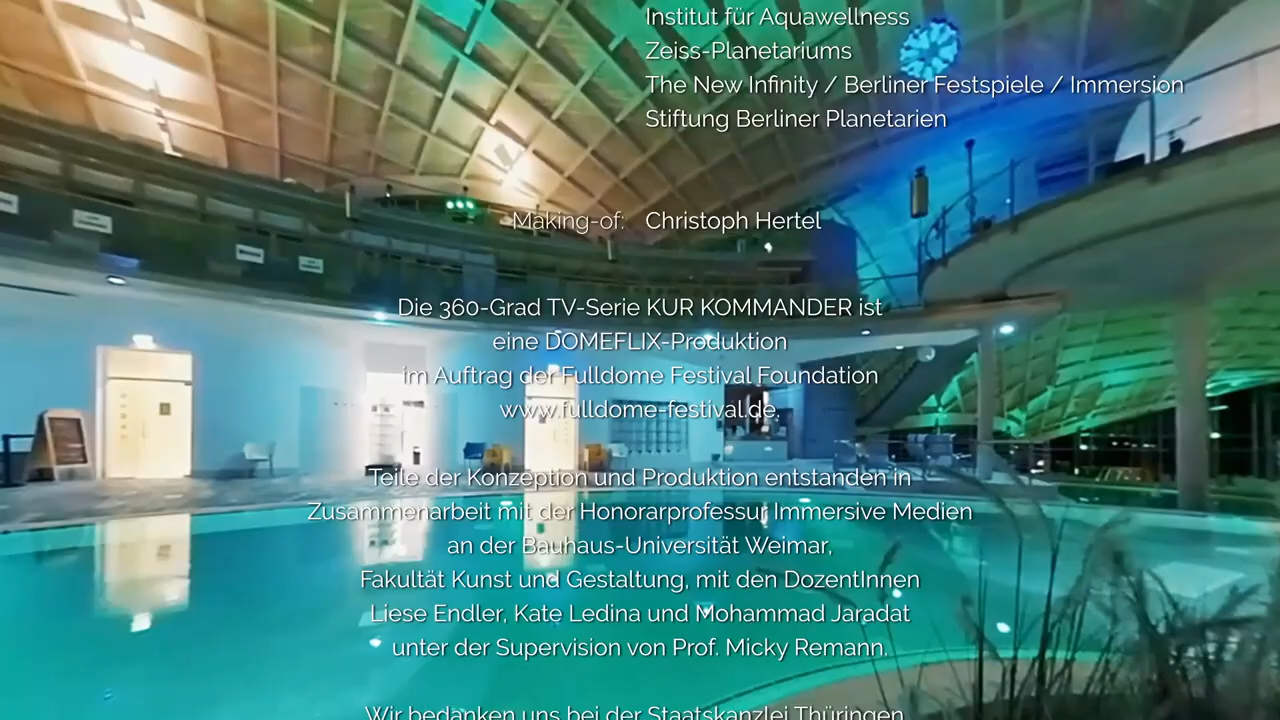 Institut für Aquawellness
Zeiss-Planetariums
The New Infinity / Berliner Festspiele / Immersion
Stiftung Berliner Planetarien
Making-of: Christoph Hertel
Die 360-Grad TV-Serie KUR KOMMANDER ist
eine DOMEFLIX-Produktion
im Auftrag der Fulldome Festival Foundation
www.fulldome-festival.de.
Teile der Konzeption und Produktion entstanden in
Zusammenarbeit mit der Honorarprofessur Immersive Medien
an der Bauhaus-Universität Weimar,
Fakultät Kunst und Gestaltung, mit den DozentInnen
Liese Endler, Kate Ledina und Mohammad Jaradat
unter der Supervision von Prof. Micky Remann.
Wir bedanken uns bei der Staatskanzlei Thüringen